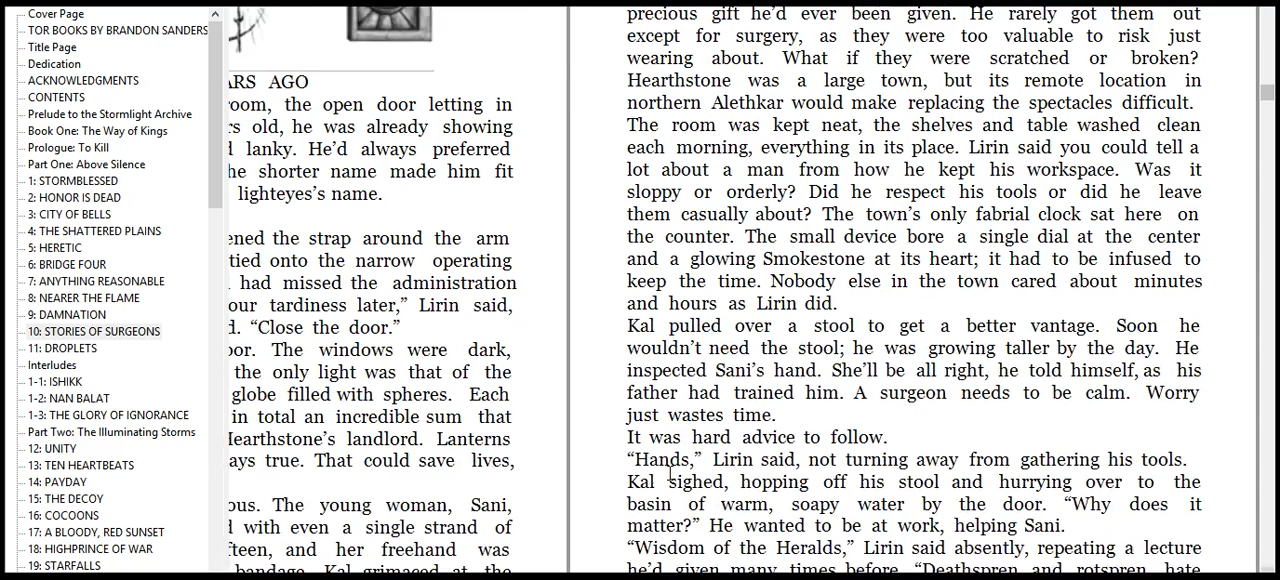 Cover Page
TOR BOOKS BY BRANDON SANDERS
Title Page
Dedication
ACKNOWLEDGMENTS
CONTENTS
Prelude to the Stormlight Archive
Book One: The Way of Kings
Prologue: To Kill
Part One: Above Silence
1: STORMBLESSED
2: HONOR IS DEAD
3: CITY OF BELLS
4: THE SHATTERED PLAINS
5: HERETIC
6: BRIDGE FOUR
7: ANYTHING REASONABLE
8: NEARER THE FLAME
9: DAMNATION
10: STORIES OF SURGEONS
11: DROPLETS
Interludes
1-1: ISHIKK
1-2: NAN BALAT
1-3: THE GLORY OF IGNORANCE
Part Two: The Illuminating Storms
12: UNITY
13: TEN HEARTBEATS
14: PAYDAY
15: THE DECOY
16: COCOONS
17: A BLOODY, RED SUNSET
18: HIGHPRINCE OF WAR
19: STARFALLS
ARS AGO
room, the open door letting in
rs old, he was already showing
d lanky. He’d always preferred
he shorter name made him fit
lighteyes’s name.
ened the strap around the arm
tied onto the narrow operating
had missed the administration
our tardiness later,” Lirin said,
d. “Close the door.”
oor. The windows were dark,
the only light was that of the
globe filled with spheres. Each
in total an incredible sum that
Hearthstone’s landlord. Lanterns
ays true. That could save lives,
ous. The young woman, Sani,
d with even a single strand of
fteen, and her freehand was
bandage. Kal grimaced at the
precious gift he’d ever been given. He rarely got them out
except for surgery, as they were too valuable to risk just
wearing about. What if they were scratched or broken?
Hearthstone was a large town, but its remote location in
northern Alethkar would make replacing the spectacles difficult.
The room was kept neat, the shelves and table washed clean
each morning, everything in its place. Lirin said you could tell a
lot about a man from how he kept his workspace. Was it
sloppy or orderly? Did he respect his tools or did he leave
them casually about? The town’s only fabrial clock sat here on
the counter. The small device bore a single dial at the center
and a glowing Smokestone at its heart; it had to be infused to
keep the time. Nobody else in the town cared about minutes
and hours as Lirin did.
Kal pulled over a stool to get a better vantage. Soon he
wouldn’t need the stool; he was growing taller by the day. He
inspected Sani’s hand. She’ll be all right, he told himself, as his
father had trained him. A surgeon needs to be calm. Worry
just wastes time.
It was hard advice to follow.
“Hands,” Lirin said, not turning away from gathering his tools.
Kal sighed, hopping off his stool and hurrying over to the
basin of warm, soapy water by the door. “Why does it
matter?” He wanted to be at work, helping Sani.
“Wisdom of the Heralds,” Lirin said absently, repeating a lecture
he’d given many times before. “Deathspren and rotspren hate